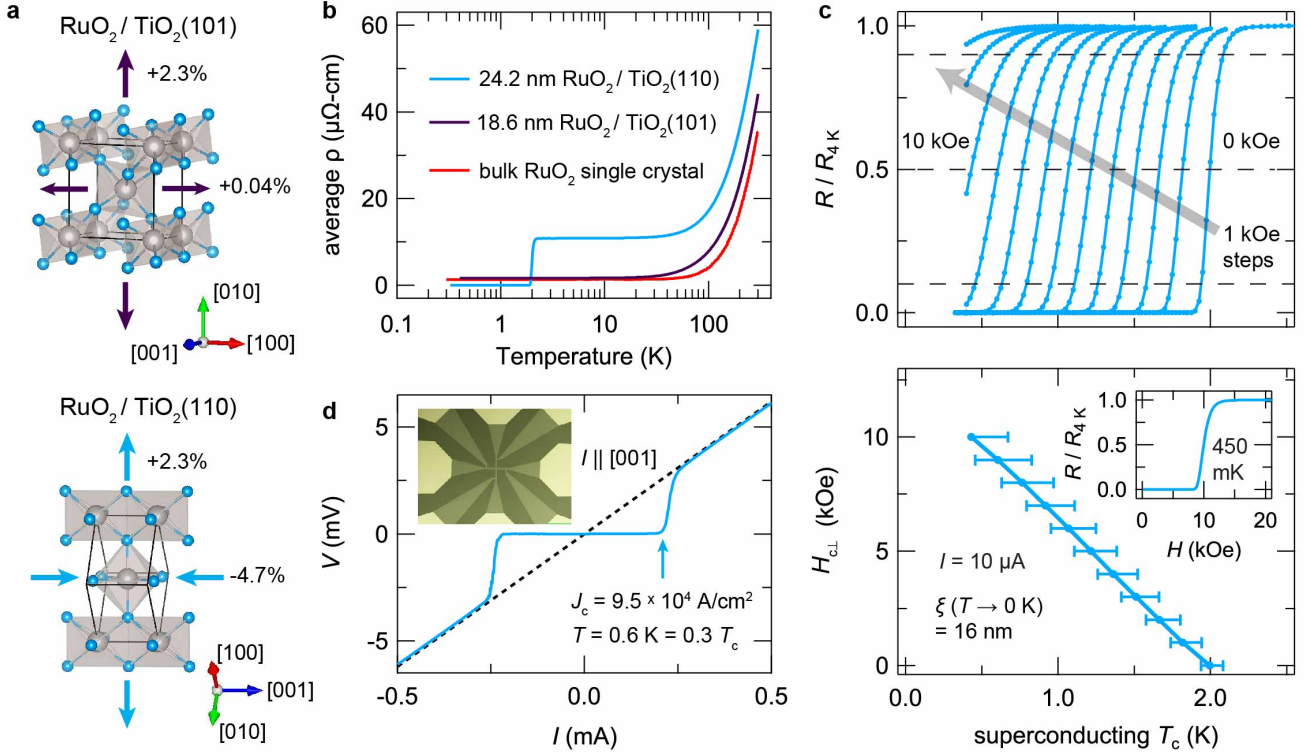 a
RuO2 / TiO2(101)
+2.3%
+0.04%
[010]
[001]
[100]
RuO2 / TiO2(110)
+2.3%
-4.7%
[100]
[001]
[010]
b
average ρ (μΩ-cm)
60
40
20
0
24.2 nm RuO2 / TiO2(110)
18.6 nm RuO2 / TiO2(101)
bulk RuO2 single crystal
0.1
1
10
100
Temperature (K)
d
V (mV)
5
0
-5
I || [001]
Jc = 9.5 x 10^4 A/cm^2
T = 0.6 K = 0.3 Tc
-0.5
0.0
0.5
I (mA)
c
R / R4 K
1.0
0.5
0.0
10 kOe
0 kOe
1 kOe
steps
Hc⊥ (kOe)
10
5
0
R / R4 K
1.0
0.5
0.0
450
mK
0
10
20
H (kOe)
I = 10 μA
ξ (T → 0 K)
= 16 nm
0.0
1.0
2.0
superconducting Tc (K)